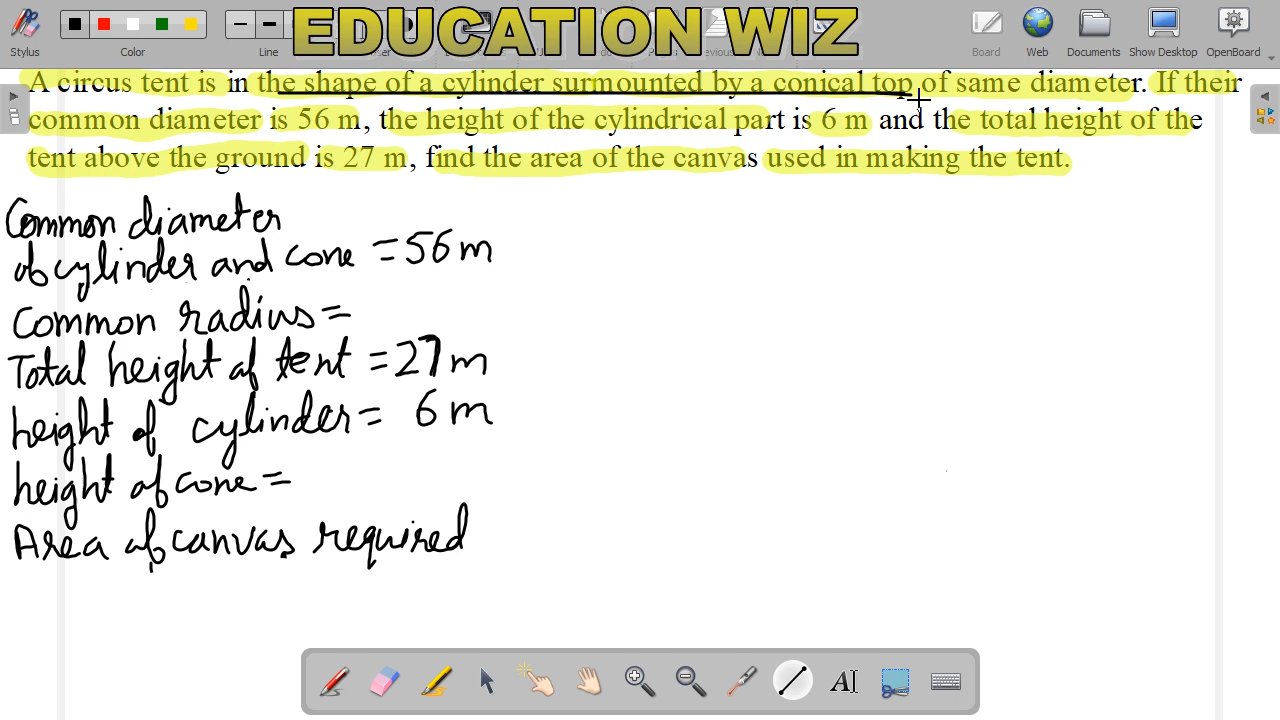 EDUCATION WIZ
Stylus Color Line Board Web Documents Show Desktop OpenBoard
A circus tent is in the shape of a cylinder surmounted by a conical top of same diameter. If their
common diameter is 56 m, the height of the cylindrical part is 6 m and the total height of the
tent above the ground is 27 m, find the area of the canvas used in making the tent.
Common diameter
of cylinder and cone = 56 m
Common radius =
Total height of tent = 27 m
height of cylinder = 6 m
height of cone =
Area of canvas required